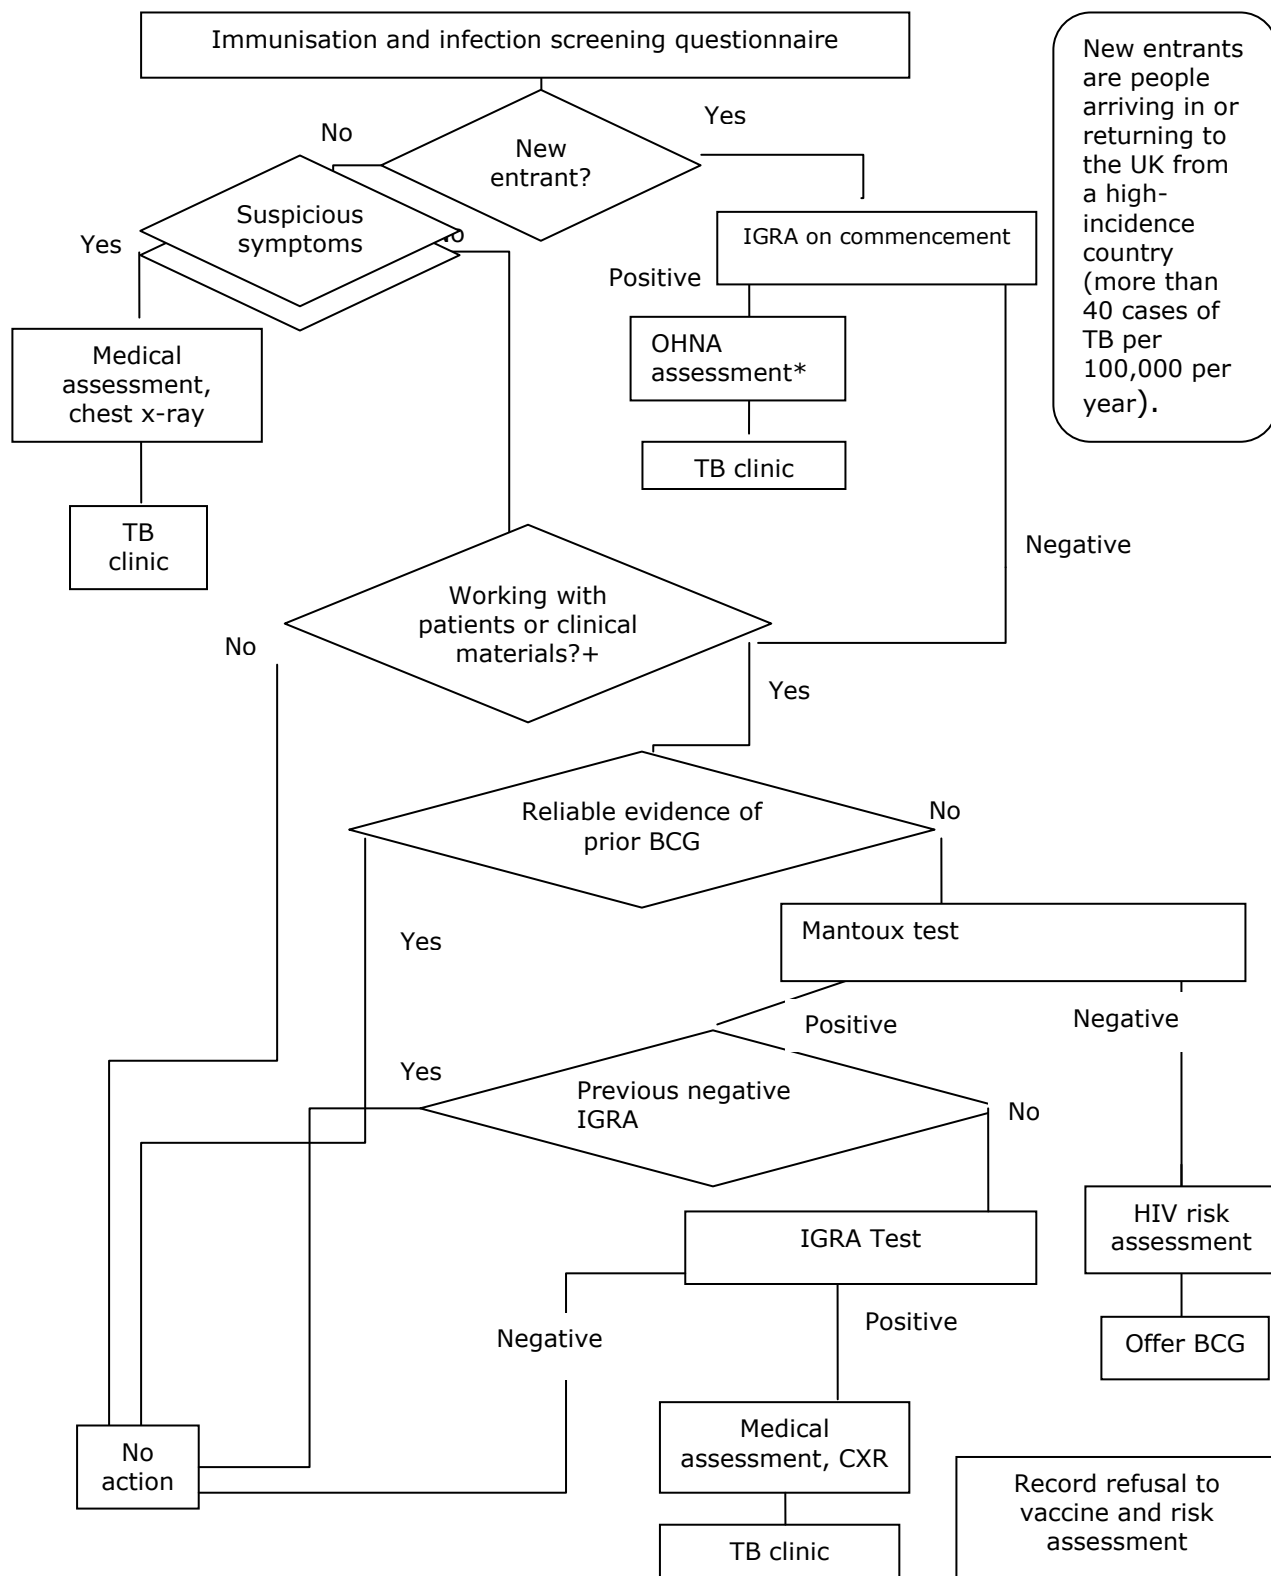 Immunisation and infection screening questionnaire
New entrants
are people
arriving in or
returning to
the UK from
a high-
incidence
country
(more than
40 cases of
TB per
100,000 per
year).
No
Yes
New
entrant?
Suspicious
symptoms
Yes
No
IGRA on commencement
Positive
Medical
assessment,
chest x-ray
OHNA
assessment*
TB clinic
TB
clinic
Negative
Working with
patients or clinical
materials?+
No
Yes
Reliable evidence of
prior BCG
No
Yes
Mantoux test
Positive
Negative
Yes
Previous negative
IGRA
No
HIV risk
assessment
IGRA Test
Negative
Positive
Offer BCG
No
action
Medical
assessment, CXR
TB clinic
Record refusal to
vaccine and risk
assessment